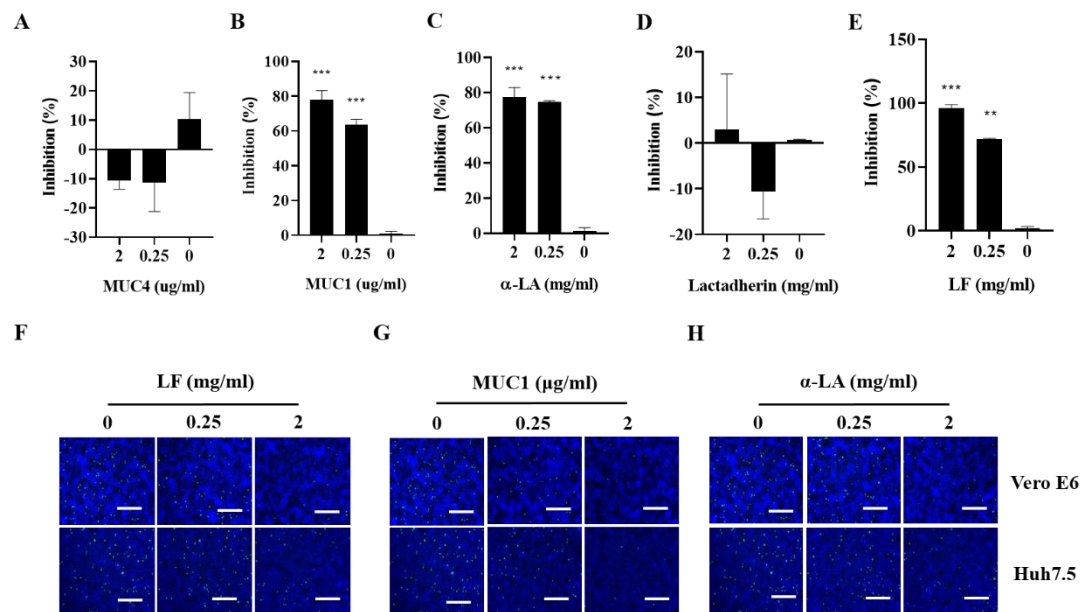 A
Inhibition (%)
30
20
10
0
-10
-20
-30
2 0.25 0
MUC4 (ug/ml)
B
Inhibition (%)
100
80
60
40
20
0
***
***
2 0.25 0
MUC1 (ug/ml)
C
Inhibition (%)
100
80
60
40
20
0
***
***
2 0.25 0
α-LA (mg/ml)
D
Inhibition (%)
20
10
0
-10
-20
2 0.25 0
Lactadherin (mg/ml)
E
Inhibition (%)
150
100
50
0
***
**
2 0.25 0
LF (mg/ml)
F
LF (mg/ml)
0 0.25 2
G
MUC1 (μg/ml)
0 0.25 2
H
α-LA (mg/ml)
0 0.25 2
Vero E6
Huh7.5